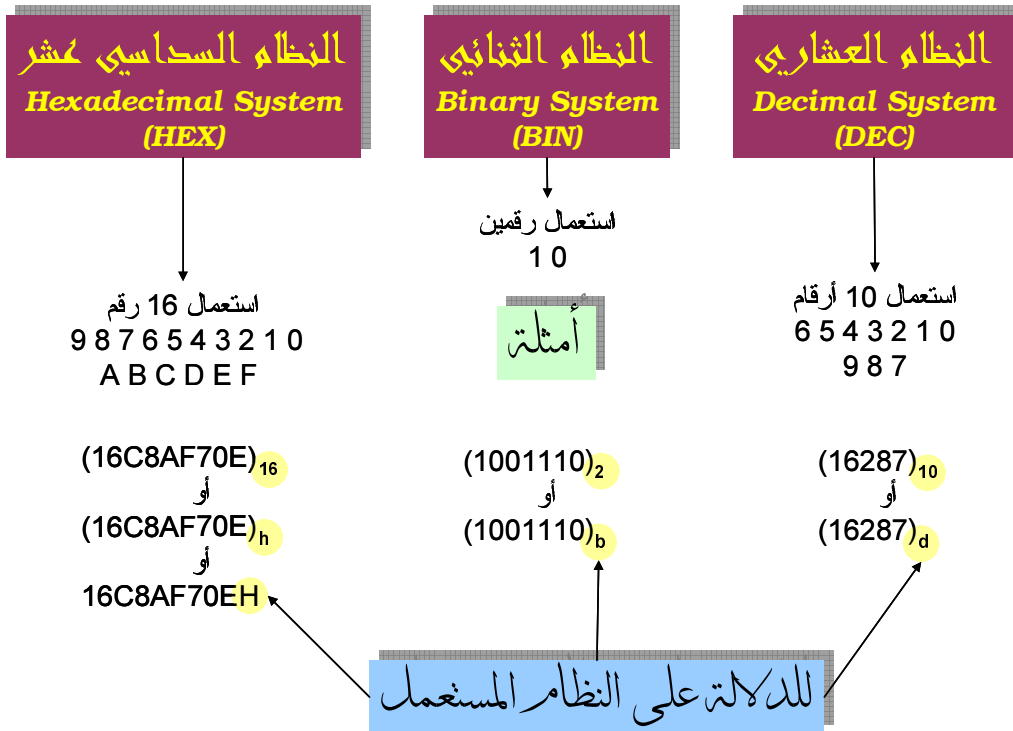 النظام العشاري
Decimal System
(DEC)
استعمال 10 أرقام
6 5 4 3 2 1 0
9 8 7
(16287)10
أو
(16287)d
النظام الثنائي
Binary System
(BIN)
استعمال رقمين
1 0
أمثلة
(1001110)2
أو
(1001110)b
النظام السداسي عشر
Hexadecimal System
(HEX)
استعمال 16 رقم
9 8 7 6 5 4 3 2 1 0
A B C D E F
(16C8AF70E)16
أو
(16C8AF70E)h
أو
16C8AF70EH
للدلالة على النظام المستعمل